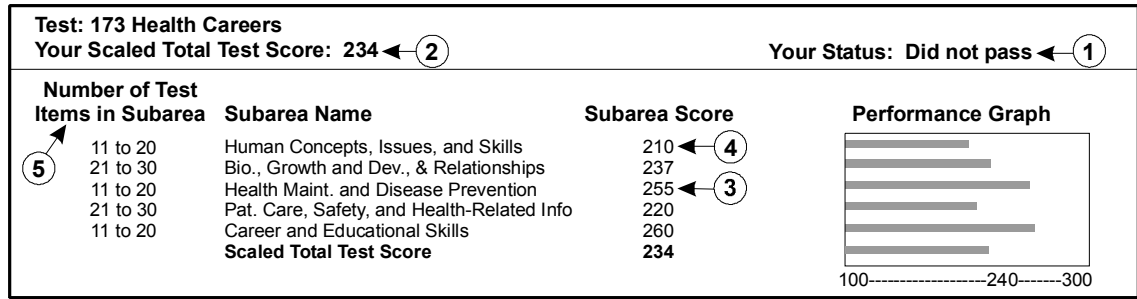 Test: 173 Health Careers
Your Scaled Total Test Score: 234 2
Your Status: Did not pass 1
Number of Test
Items in Subarea Subarea Name Subarea Score Performance Graph
5
11 to 20 Human Concepts, Issues, and Skills 210 4
21 to 30 Bio., Growth and Dev., & Relationships 237
11 to 20 Health Maint. and Disease Prevention 255 3
21 to 30 Pat. Care, Safety, and Health-Related Info 220
11 to 20 Career and Educational Skills 260
Scaled Total Test Score 234
100-------------------240-------300